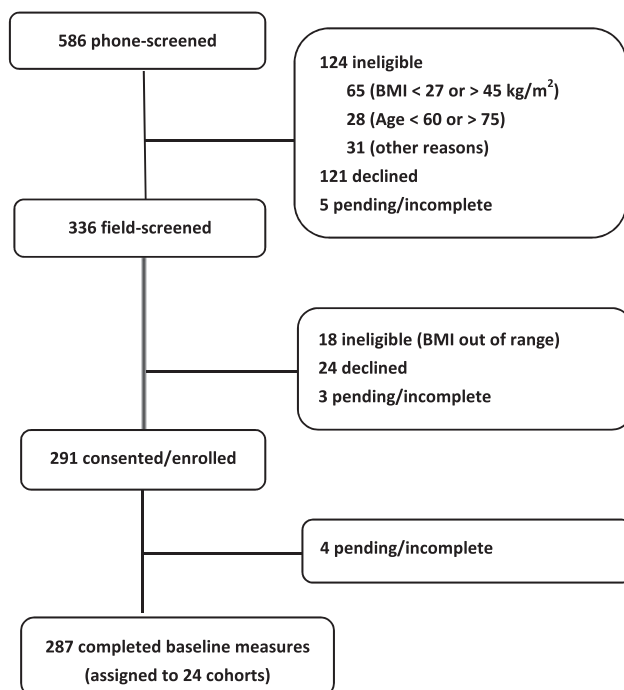 586 phone-screened
124 ineligible
65 (BMI < 27 or > 45 kg/m²)
28 (Age < 60 or > 75)
31 (other reasons)
121 declined
5 pending/incomplete
336 field-screened
18 ineligible (BMI out of range)
24 declined
3 pending/incomplete
291 consented/enrolled
4 pending/incomplete
287 completed baseline measures
(assigned to 24 cohorts)